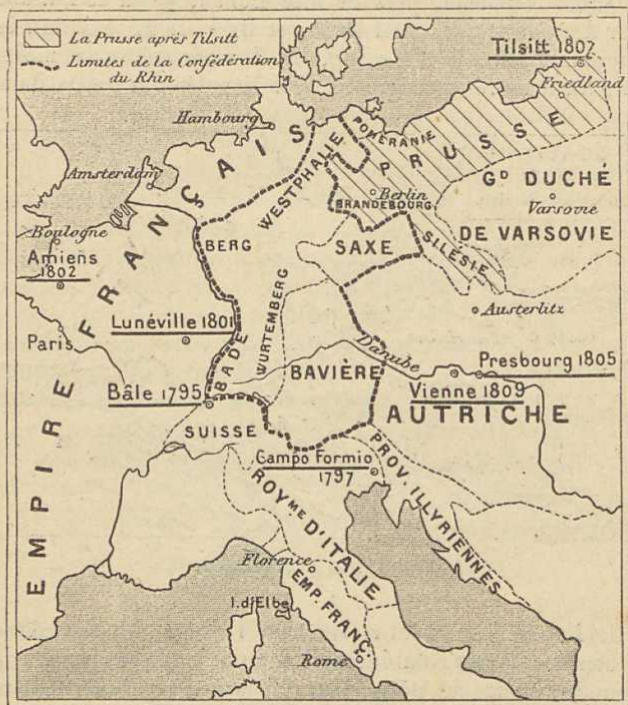 La Prusse après Tilsitt
Limites de la Confédération
du Rhin
Tilsitt 1807
Friedland
Hambourg
POMÉRANIE
PRUSSE
Amsterdam
WESTPHALIE
Berlin
BRANDEBOURG
GD DUCHÉ
Varsovie
DE VARSOVIE
Boulogne
BERG
SAXE
SILÉSIE
Amiens
1802
EMPIRE FRANÇAIS
Austerlitz
Paris
Lunéville 1801
WURTEMBERG
BADE
Danube
BAVIÈRE
Presbourg 1805
Vienne 1809
Bâle 1795
AUTRICHE
SUISSE
Campo Formio
1797
PROV. ILLYRIENNES
ROYME D'ITALIE
Florence
EMP. FRANÇ.
I. d'Elbe
Rome